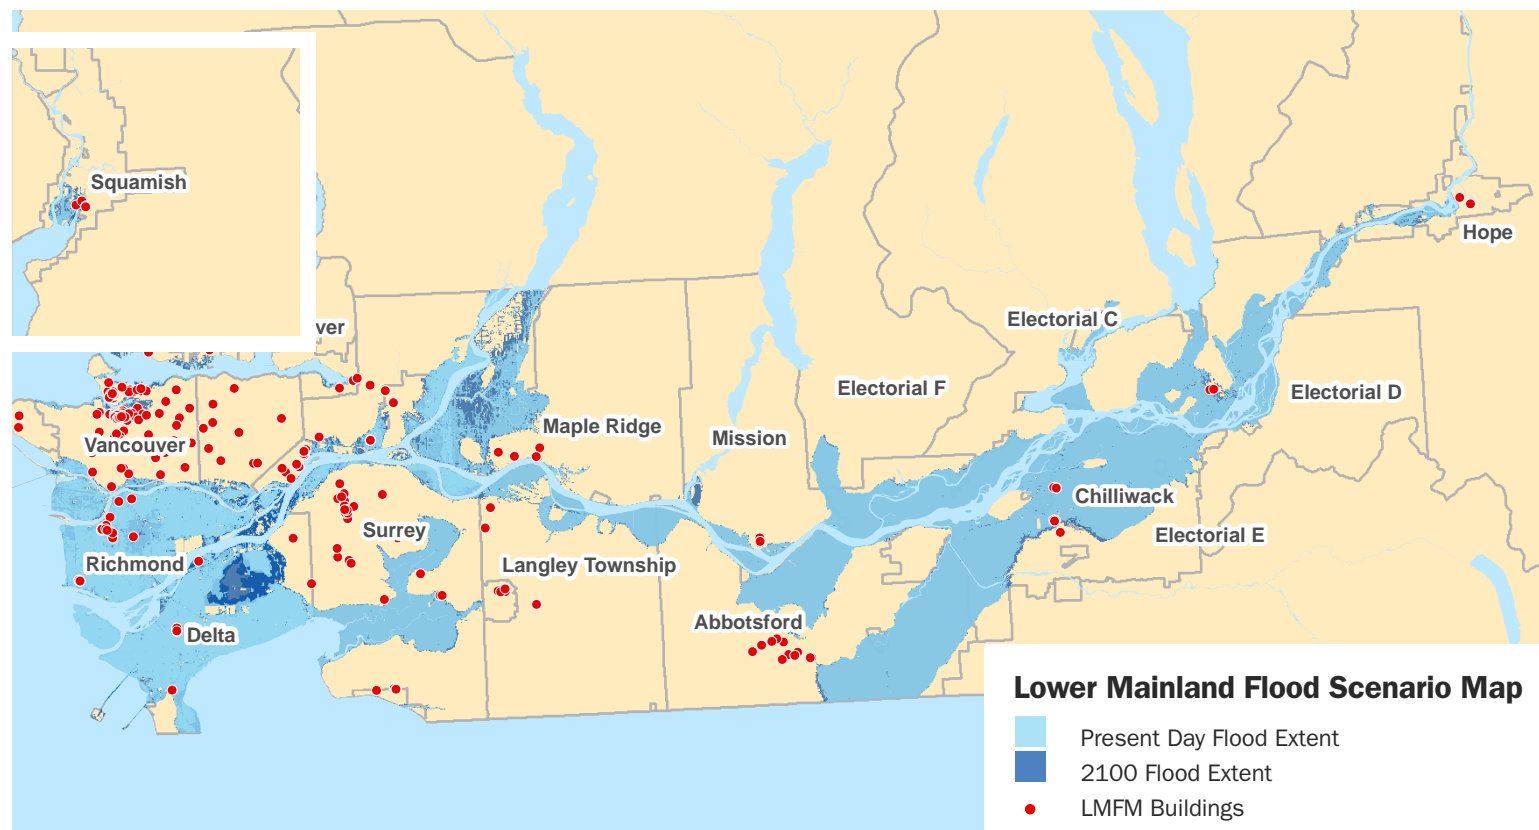 Squamish
ver
Hope
Electorial C
Electorial F
Electorial D
Maple Ridge
Mission
Vancouver
Chilliwack
Surrey
Electorial E
Richmond
Langley Township
Abbotsford
Delta
Lower Mainland Flood Scenario Map
Present Day Flood Extent
2100 Flood Extent
LMFM Buildings